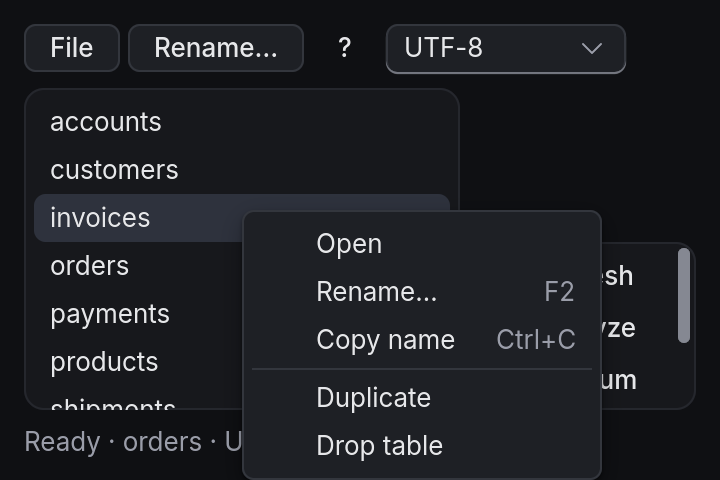 File Rename... ? UTF-8
accounts
customers
invoices
orders
payments
products
shipments
Open
Rename... F2
Copy name Ctrl+C
Duplicate
Drop table
Ready · orders · U